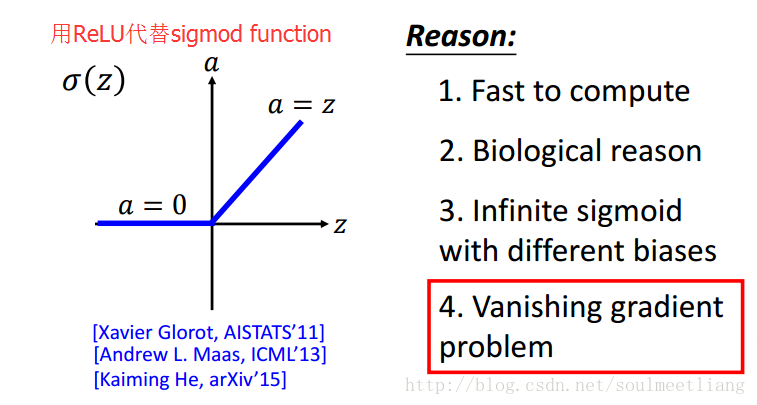 用ReLU代替sigmod function
σ(z)
a
a = z
a = 0
z
[Xavier Glorot, AISTATS’11]
[Andrew L. Maas, ICML’13]
[Kaiming He, arXiv’15]
Reason:
1. Fast to compute
2. Biological reason
3. Infinite sigmoid
with different biases
4. Vanishing gradient
problem
http://blog.csdn.net/soulmeetliang